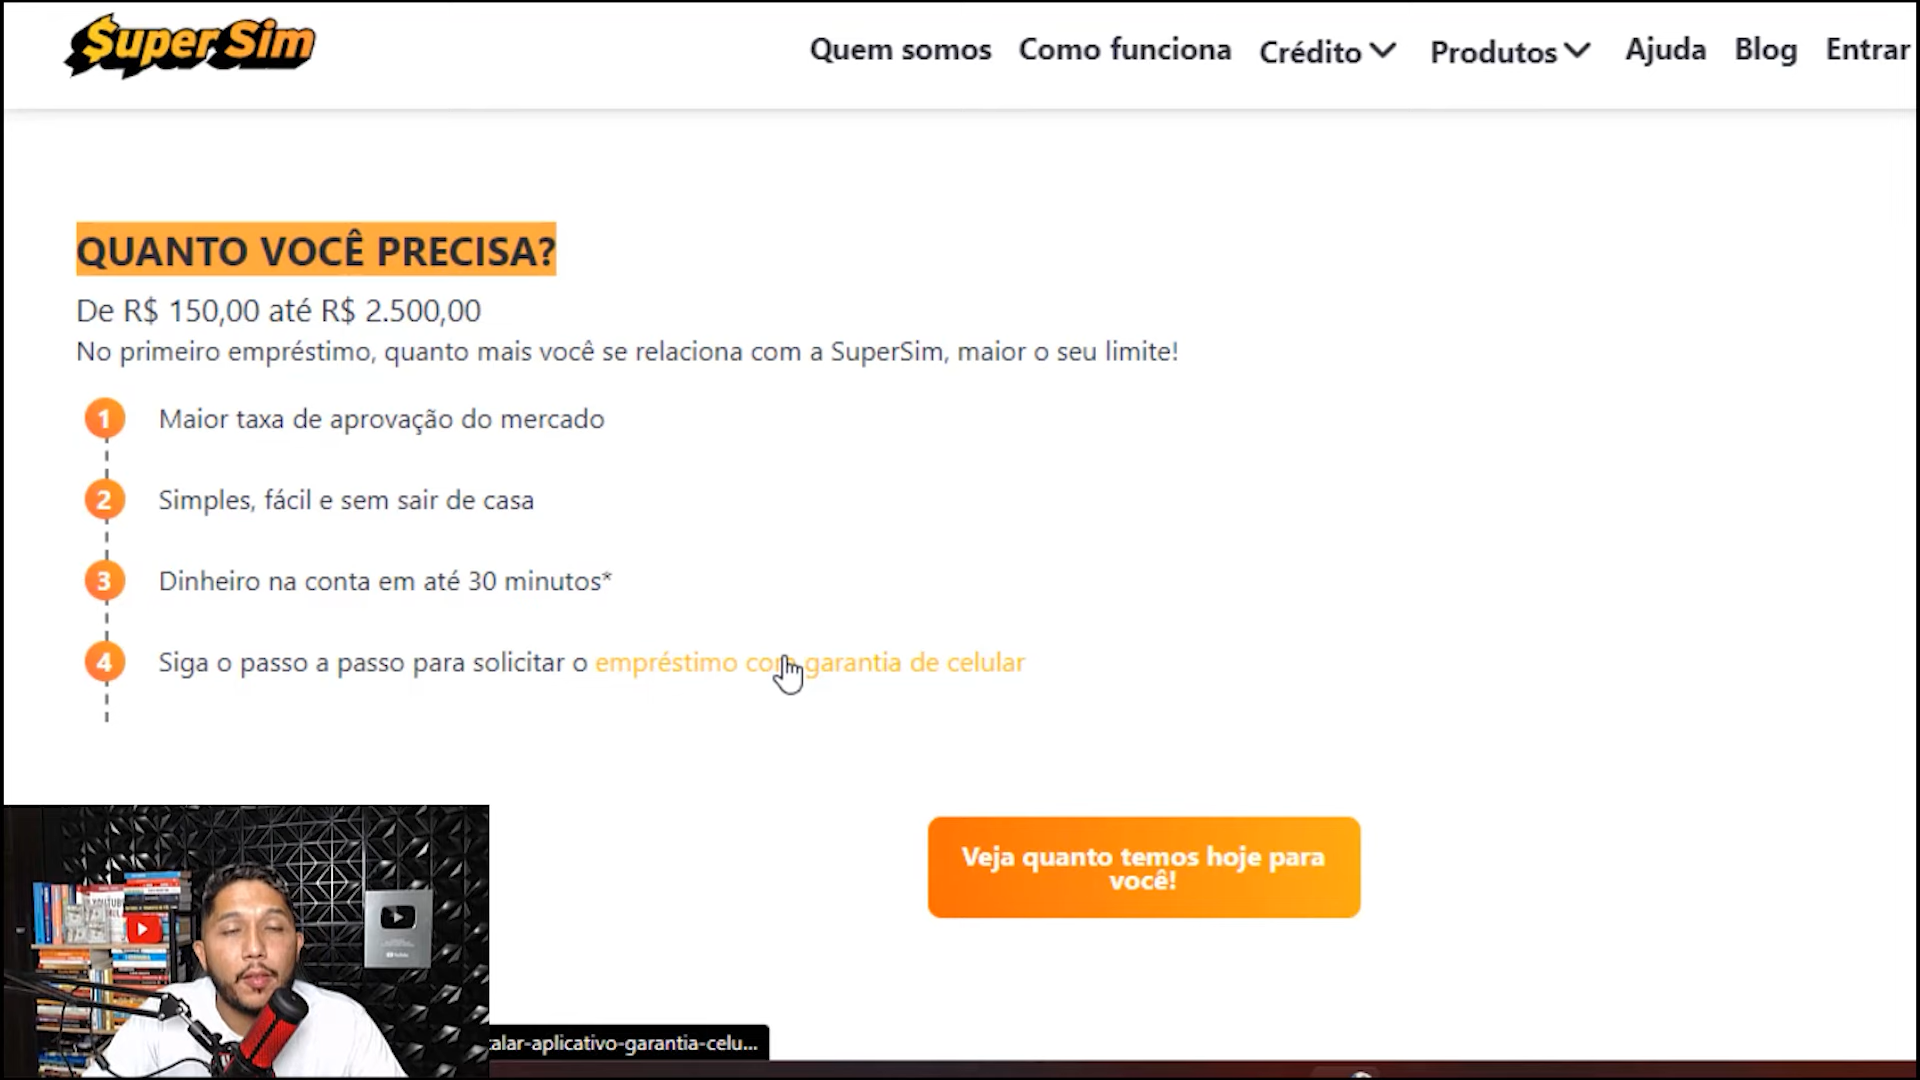 $uper Sim
Quem somos
Como funciona
Crédito
Produtos
Ajuda
Blog
Entrar
QUANTO VOCÊ PRECISA?
De R$ 150,00 até R$ 2.500,00
No primeiro empréstimo, quanto mais você se relaciona com a SuperSim, maior o seu limite!
1 Maior taxa de aprovação do mercado
2 Simples, fácil e sem sair de casa
3 Dinheiro na conta em até 30 minutos*
4 Siga o passo a passo para solicitar o empréstimo com garantia de celular
Veja quanto temos hoje para
você!
talar-aplicativo-garantia-celu...